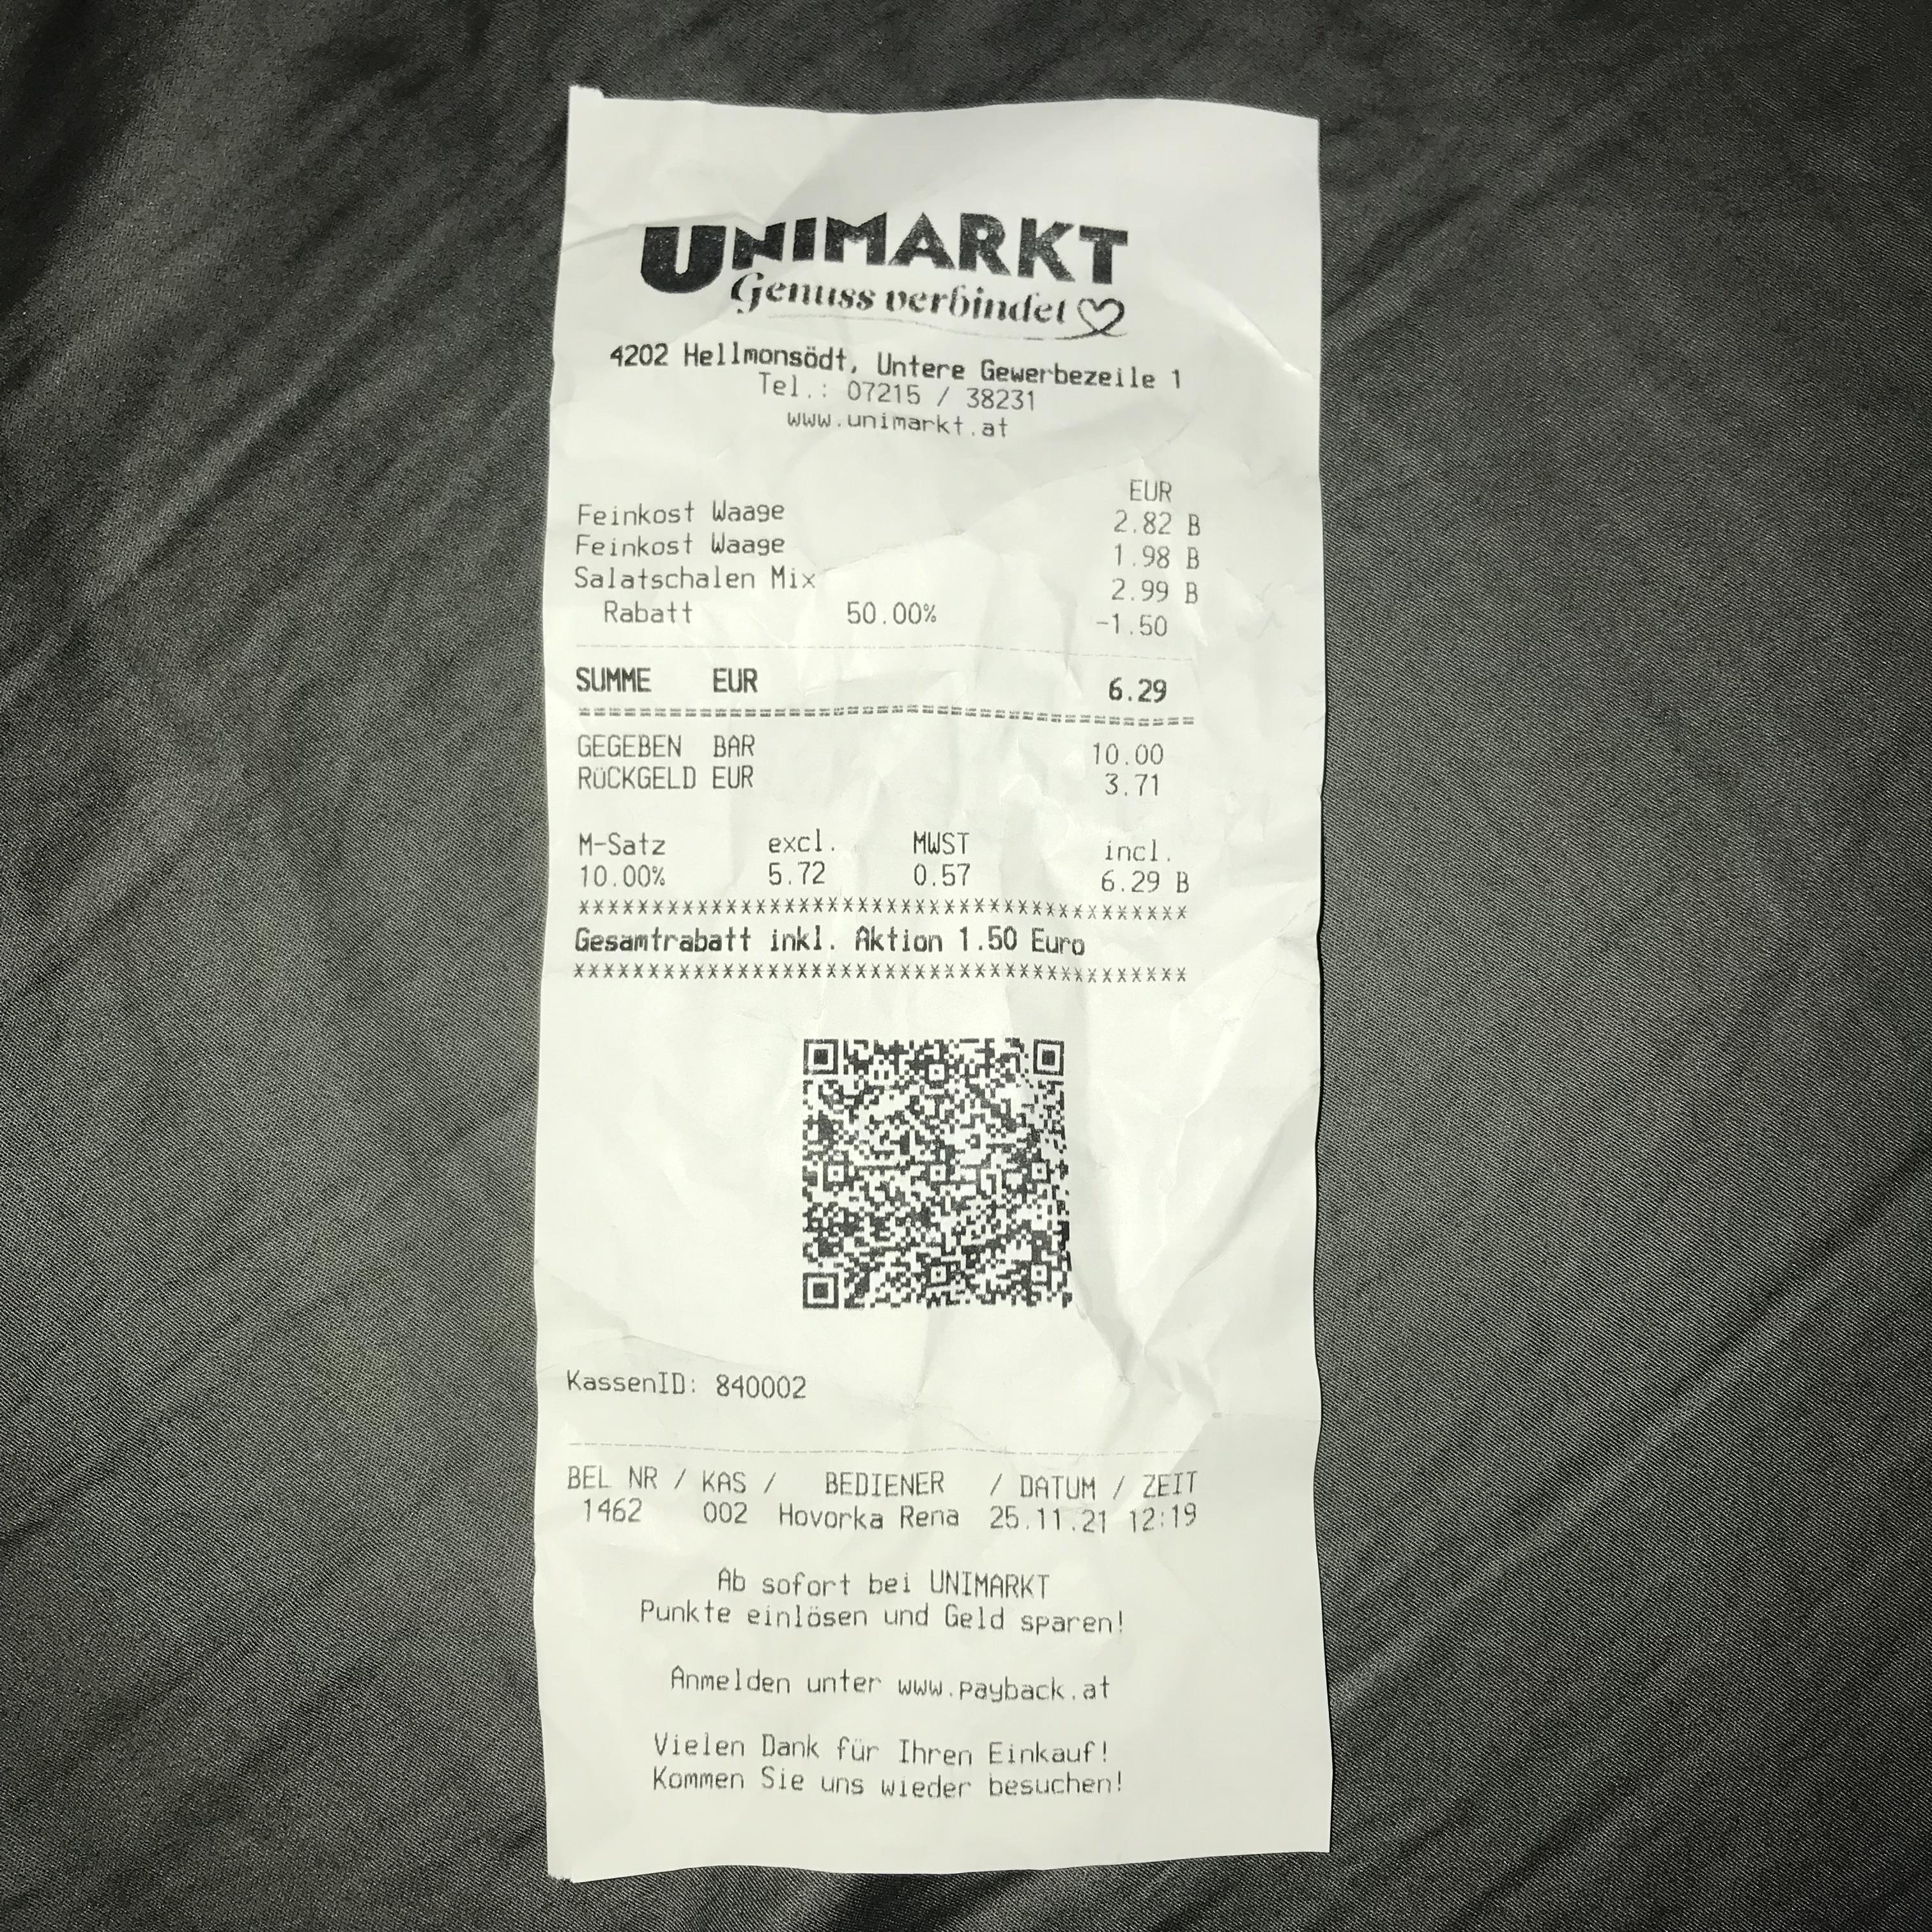 UNIMARKT
Genuss verbindet
4202 Hellmonsödt, Untere Gewerbezeile 1
Tel.: 07215 / 38231
www.unimarkt.at
EUR
Feinkost Waage 2.82 B
Feinkost Waage 1.98 B
Salatschalen Mix 2.99 B
Rabatt 50.00% -1.50
SUMME EUR 6.29
GEGEBEN BAR 10.00
RÜCKGELD EUR 3.71
M-Satz excl. MWST incl.
10.00% 5.72 0.57 6.29 B
******************************************
Gesamtrabatt inkl. Aktion 1.50 Euro
******************************************
KassenID: 840002
BEL NR / KAS / BEDIENER / DATUM / ZEIT
1462 002 Hovorka Rena 25.11.21 12:19
Ab sofort bei UNIMARKT
Punkte einlösen und Geld sparen!
Anmelden unter www.payback.at
Vielen Dank für Ihren Einkauf!
Kommen Sie uns wieder besuchen!